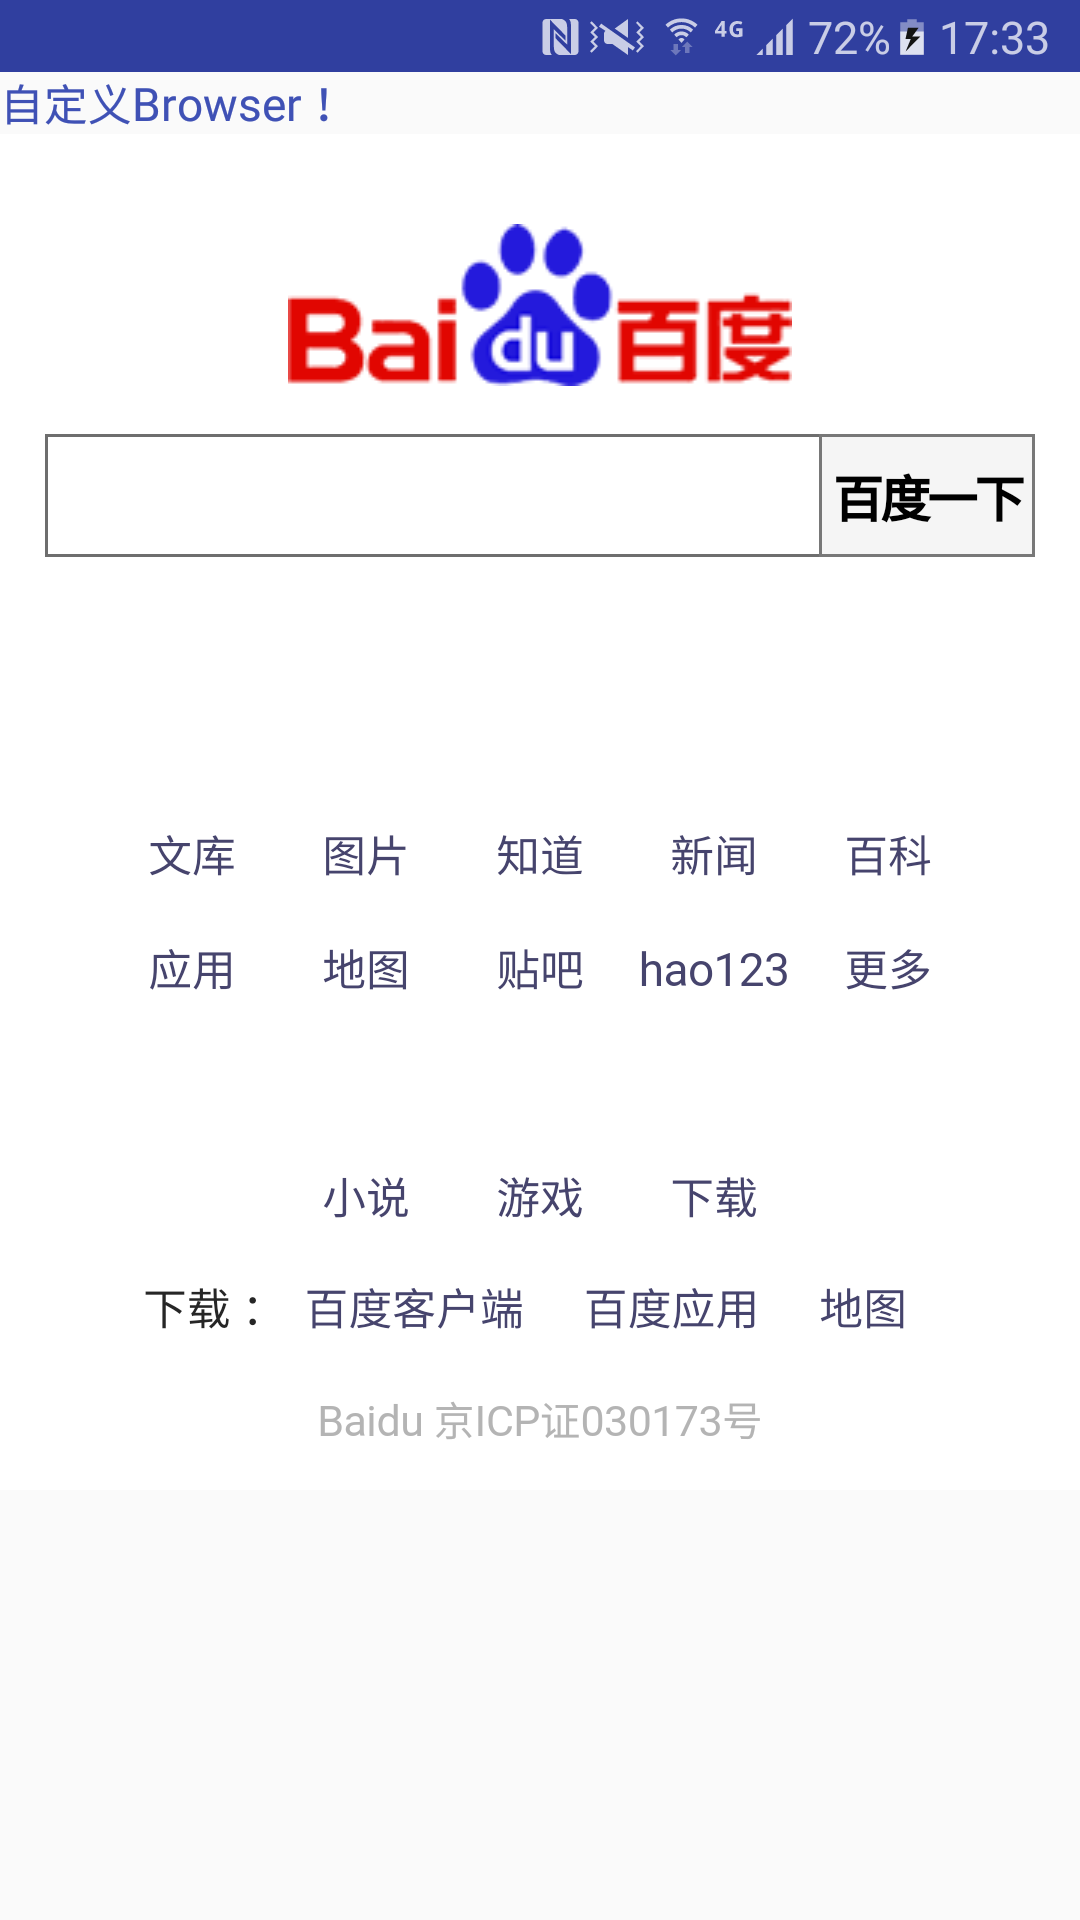 4G 72% 17:33
自定义Browser！
Bai du 百度
百度一下
文库 图片 知道 新闻 百科
应用 地图 贴吧 hao123 更多
小说 游戏 下载
下载： 百度客户端 百度应用 地图
Baidu 京ICP证030173号